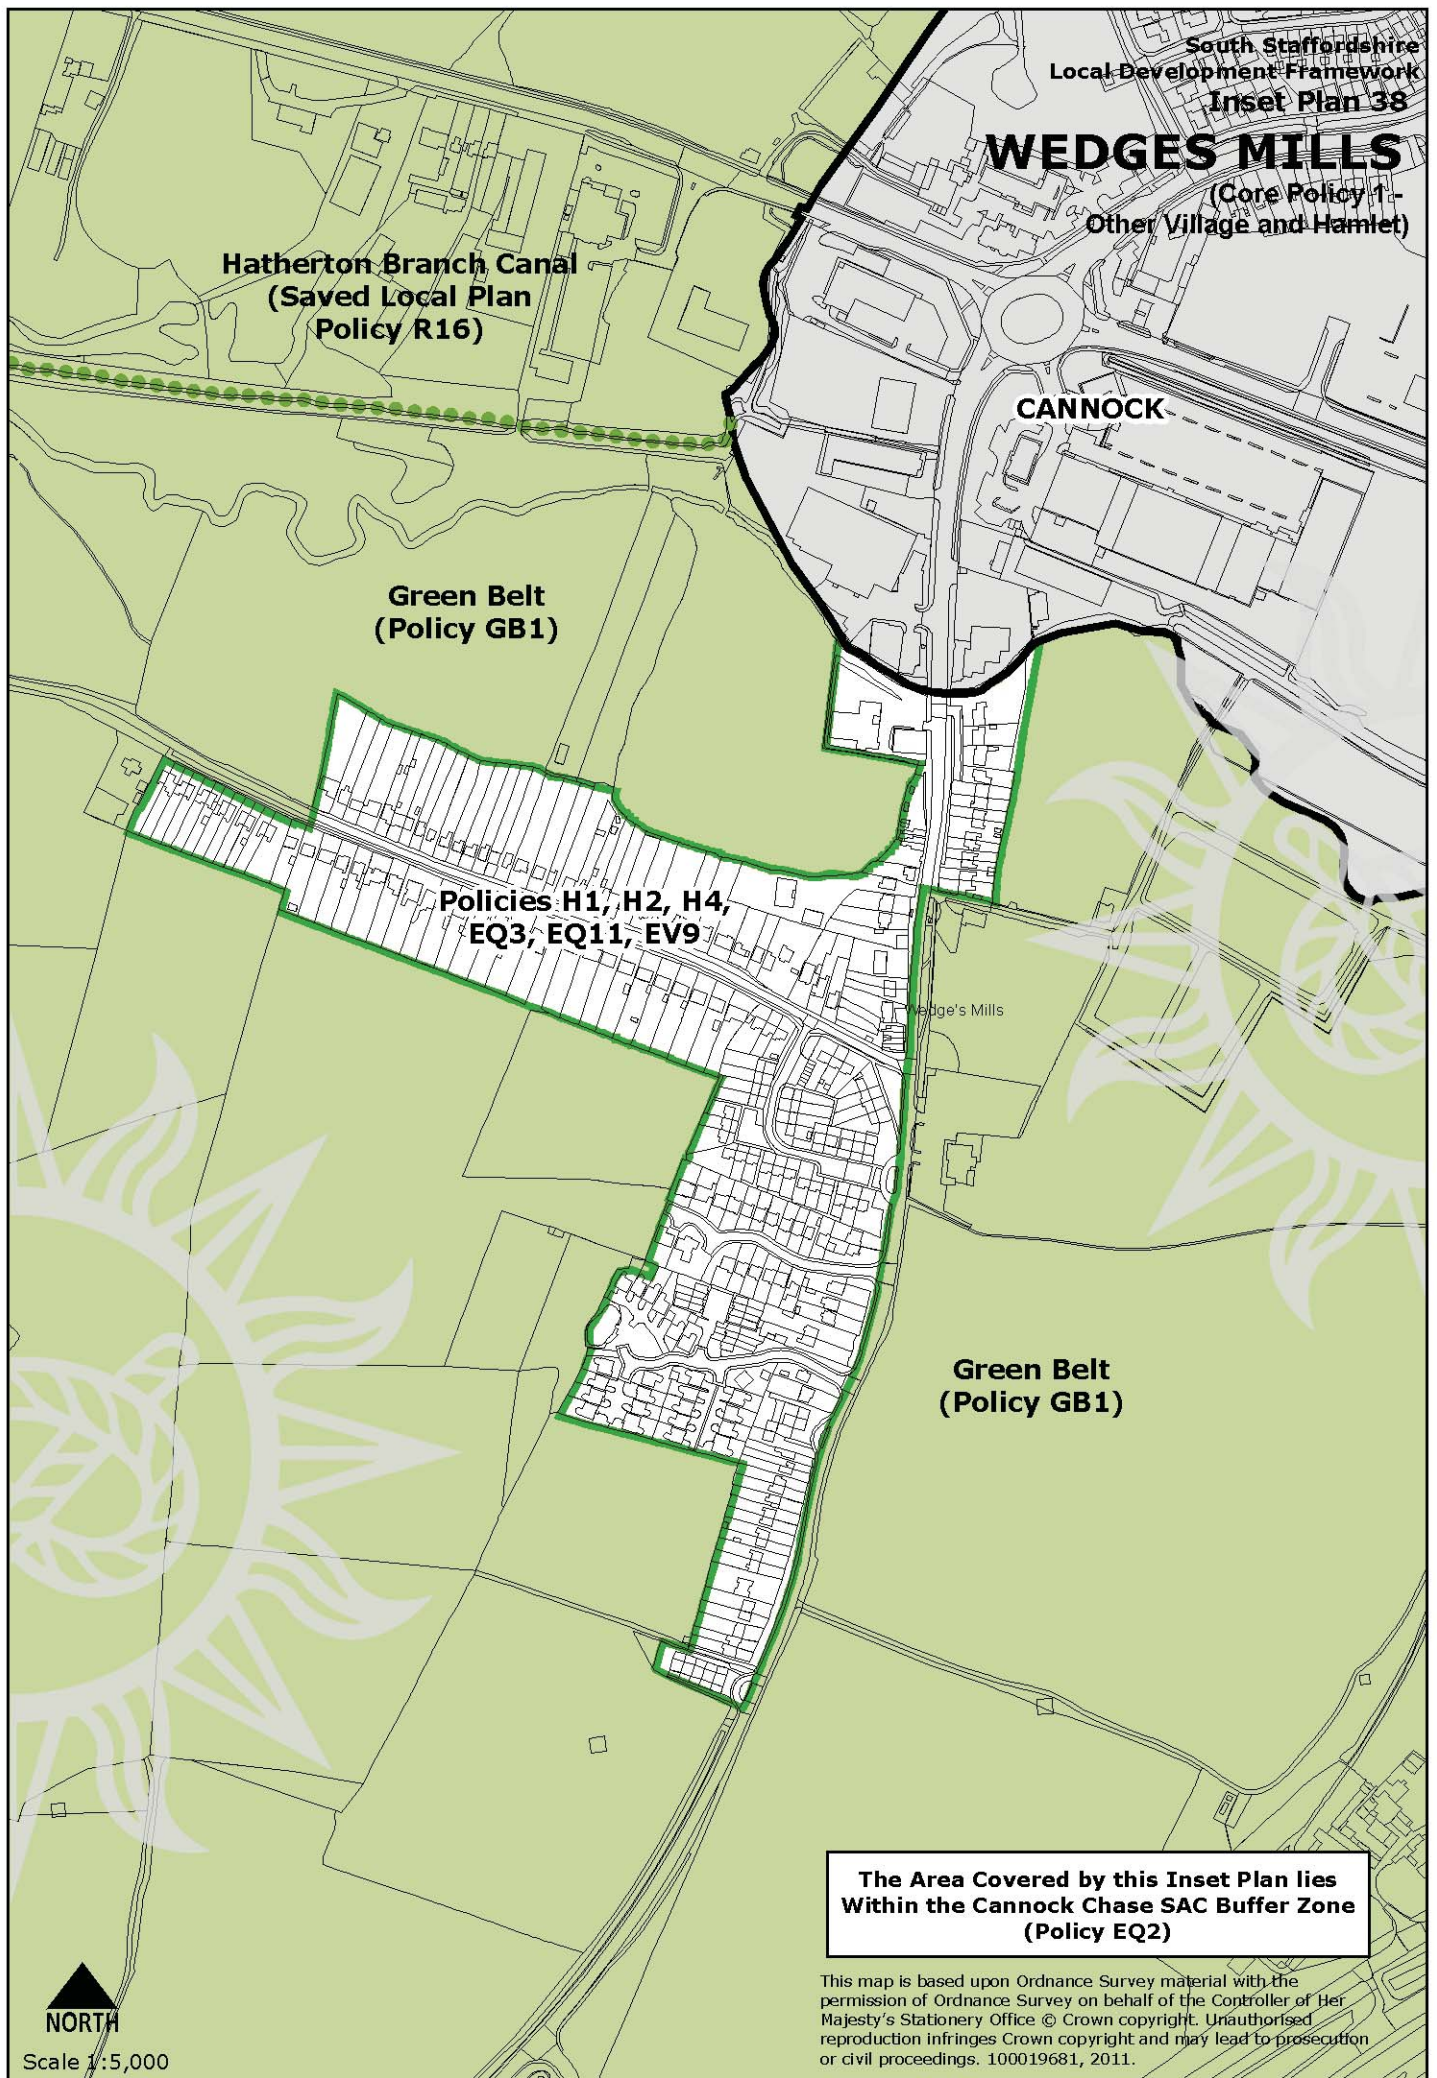 South Staffordshire
Local Development Framework
Inset Plan 38
WEDGES MILLS
(Core Policy 1 -
Other Village and Hamlet)
Hatherton Branch Canal
(Saved Local Plan
Policy R16)
CANNOCK
Green Belt
(Policy GB1)
Policies H1, H2, H4,
EQ3, EQ11, EV9
Wedge's Mills
Green Belt
(Policy GB1)
The Area Covered by this Inset Plan lies
Within the Cannock Chase SAC Buffer Zone
(Policy EQ2)
This map is based upon Ordnance Survey material with the
permission of Ordnance Survey on behalf of the Controller of Her
Majesty's Stationery Office © Crown copyright. Unauthorised
reproduction infringes Crown copyright and may lead to prosecution
or civil proceedings. 100019681, 2011.
NORTH
Scale 1:5,000